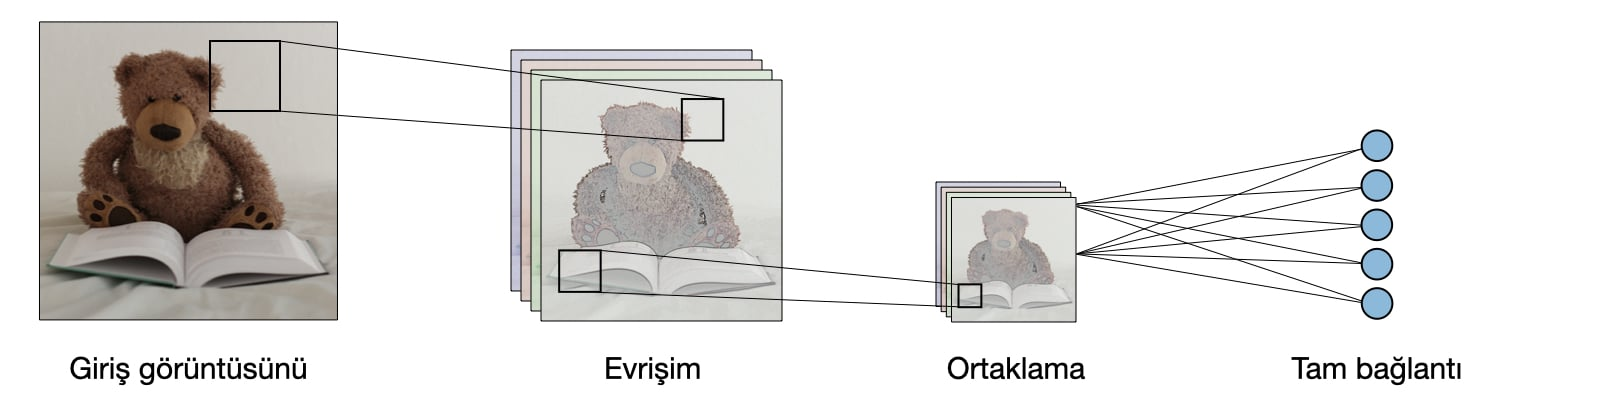 Giriş görüntüsünü
Evrişim
Ortaklama
Tam bağlantı